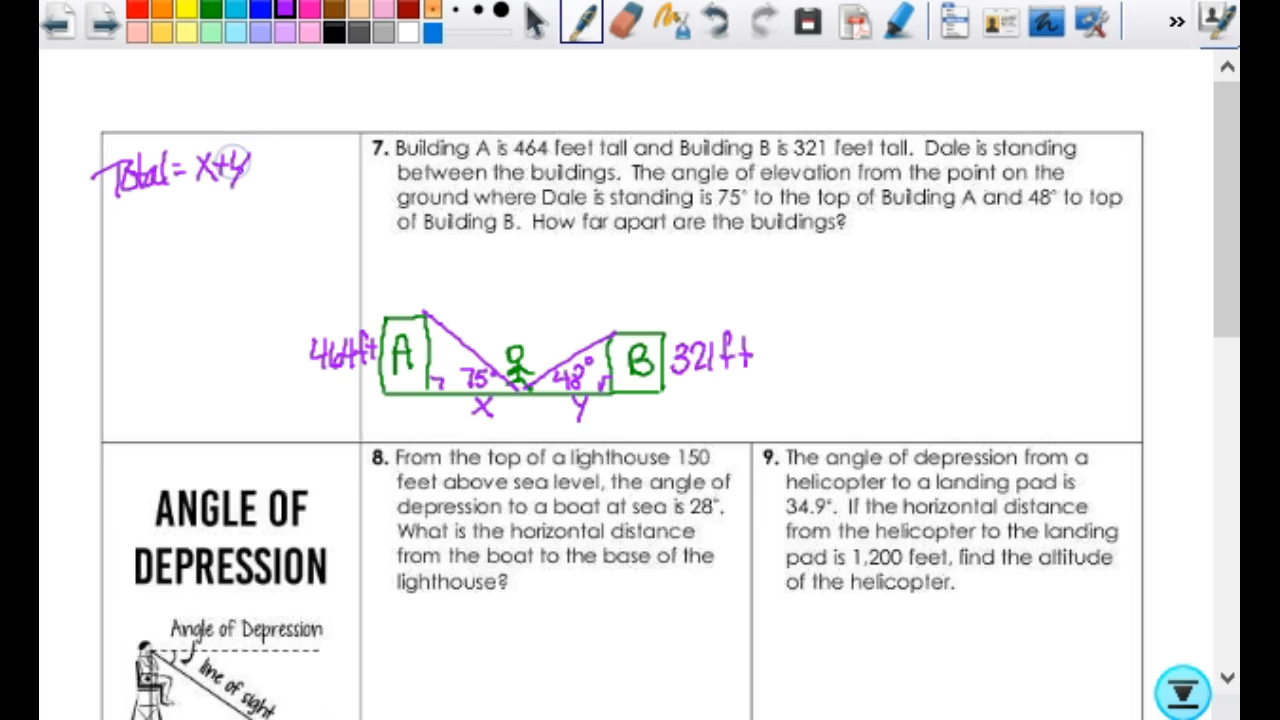 Total = x+y
7. Building A is 464 feet tall and Building B is 321 feet tall. Dale is standing
between the buildings. The angle of elevation from the point on the
ground where Dale is standing is 75° to the top of Building A and 48° to top
of Building B. How far apart are the buildings?
464ft A 75° 48° B 321ft
x y
8. From the top of a lighthouse 150
feet above sea level, the angle of
depression to a boat at sea is 28°.
What is the horizontal distance
from the boat to the base of the
lighthouse?
9. The angle of depression from a
helicopter to a landing pad is
34.9°. If the horizontal distance
from the helicopter to the landing
pad is 1,200 feet, find the altitude
of the helicopter.
ANGLE OF
DEPRESSION
Angle of Depression
line of sight